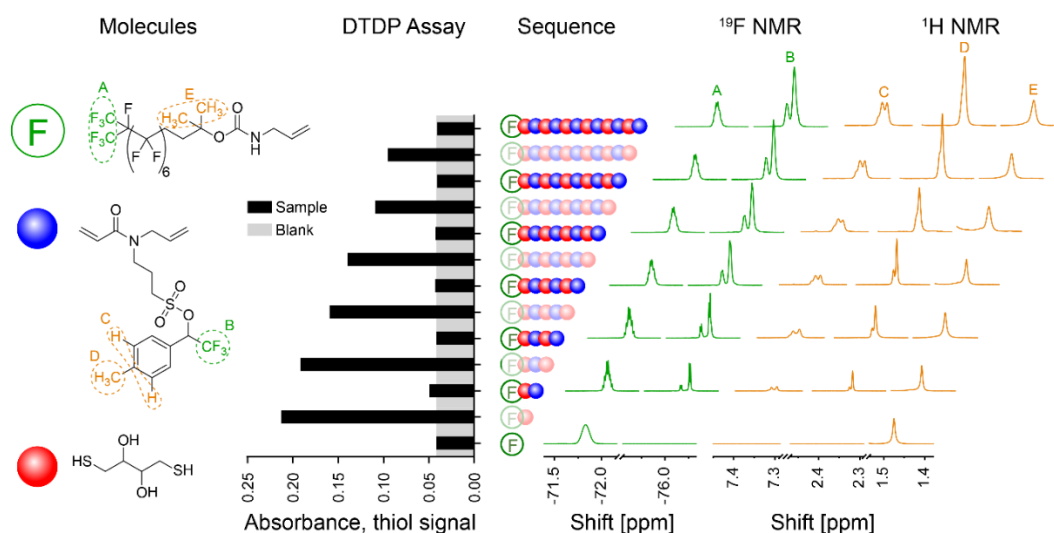 Molecules DTDP Assay Sequence ¹⁹F NMR ¹H NMR
A
F₃C
F₃C
F
F F
F F
6
E
CH₃
H₃C
O
O
N
H
F
Sample
Blank
O
N
O
S
O
O
B
CF₃
C
H
D
H₃C
H
OH
HS
SH
OH
F
F
F
F
F
F
F
F
F
F
F
F
F
A
B
C
D
E
0.25 0.20 0.15 0.10 0.05 0.00
Absorbance, thiol signal
-71.5 -72.0 -76.0
Shift [ppm]
7.4 7.3 2.4 2.3 1.5 1.4
Shift [ppm]